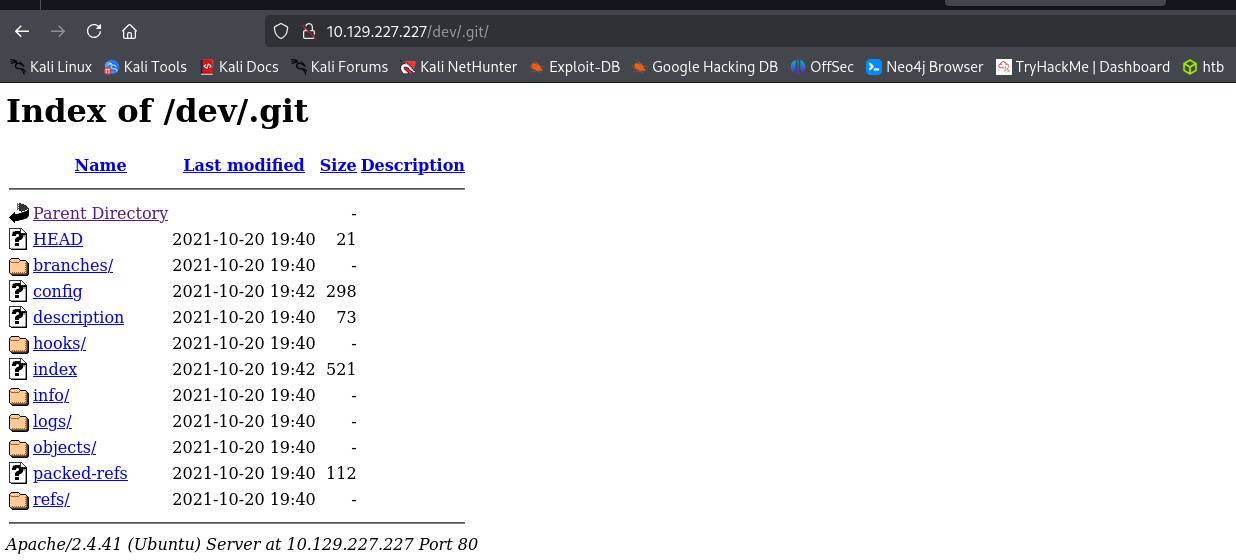 10.129.227.227/dev/.git/
Kali Linux Kali Tools Kali Docs Kali Forums Kali NetHunter Exploit-DB Google Hacking DB OffSec Neo4j Browser TryHackMe | Dashboard htb
Index of /dev/.git
Name Last modified Size Description
Parent Directory -
HEAD 2021-10-20 19:40 21
branches/ 2021-10-20 19:40 -
config 2021-10-20 19:42 298
description 2021-10-20 19:40 73
hooks/ 2021-10-20 19:40 -
index 2021-10-20 19:42 521
info/ 2021-10-20 19:40 -
logs/ 2021-10-20 19:40 -
objects/ 2021-10-20 19:40 -
packed-refs 2021-10-20 19:40 112
refs/ 2021-10-20 19:40 -
Apache/2.4.41 (Ubuntu) Server at 10.129.227.227 Port 80